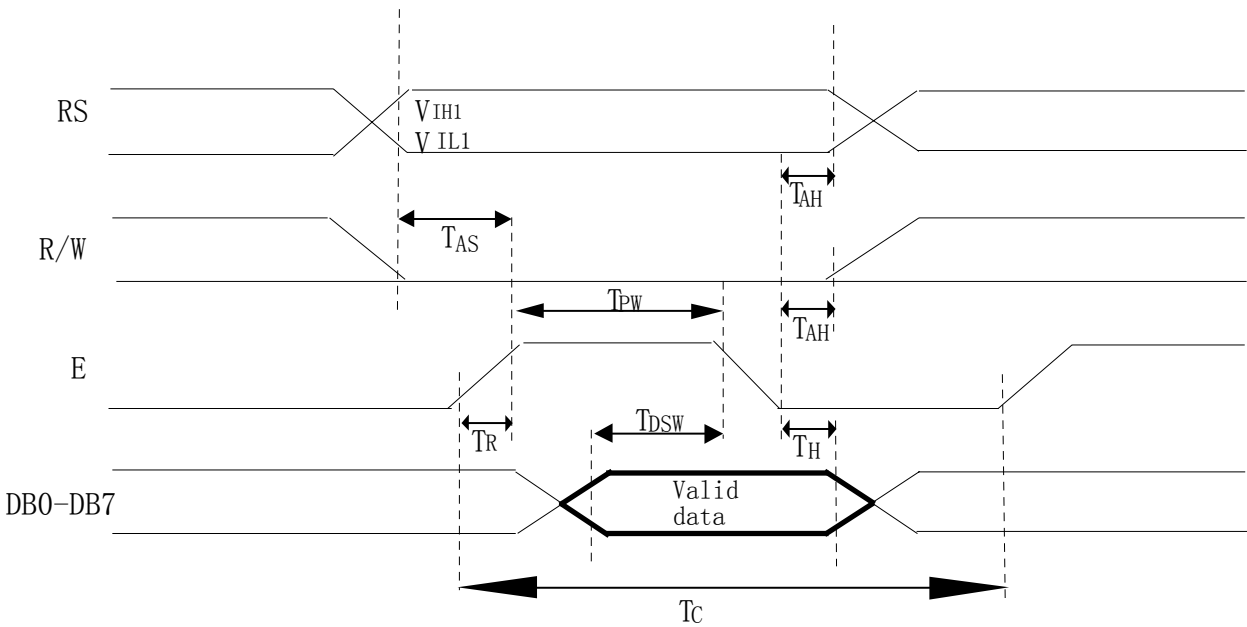 RS
VIH1
VIL1
TAH
TAS
R/W
TPW
TAH
E
TR
TDSW
TH
DB0-DB7
Valid
data
TC